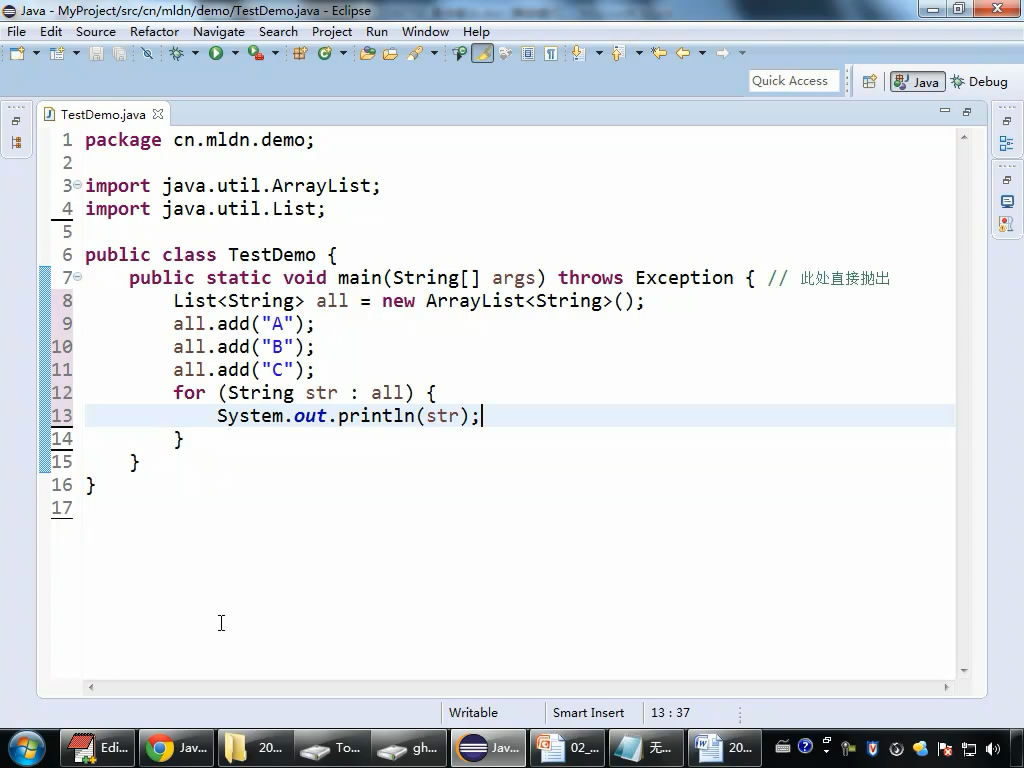 Java - MyProject/src/cn/mldn/demo/TestDemo.java - Eclipse
File Edit Source Refactor Navigate Search Project Run Window Help
Quick Access
Java
Debug
TestDemo.java
1 package cn.mldn.demo;
2
3 import java.util.ArrayList;
4 import java.util.List;
5
6 public class TestDemo {
7 public static void main(String[] args) throws Exception { // 此处直接抛出
8 List<String> all = new ArrayList<String>();
9 all.add("A");
10 all.add("B");
11 all.add("C");
12 for (String str : all) {
13 System.out.println(str);
14 }
15 }
16 }
17
Writable Smart Insert 13 : 37
Edi... Jav... 20... To... gh... Jav... 02_... 无... 20...